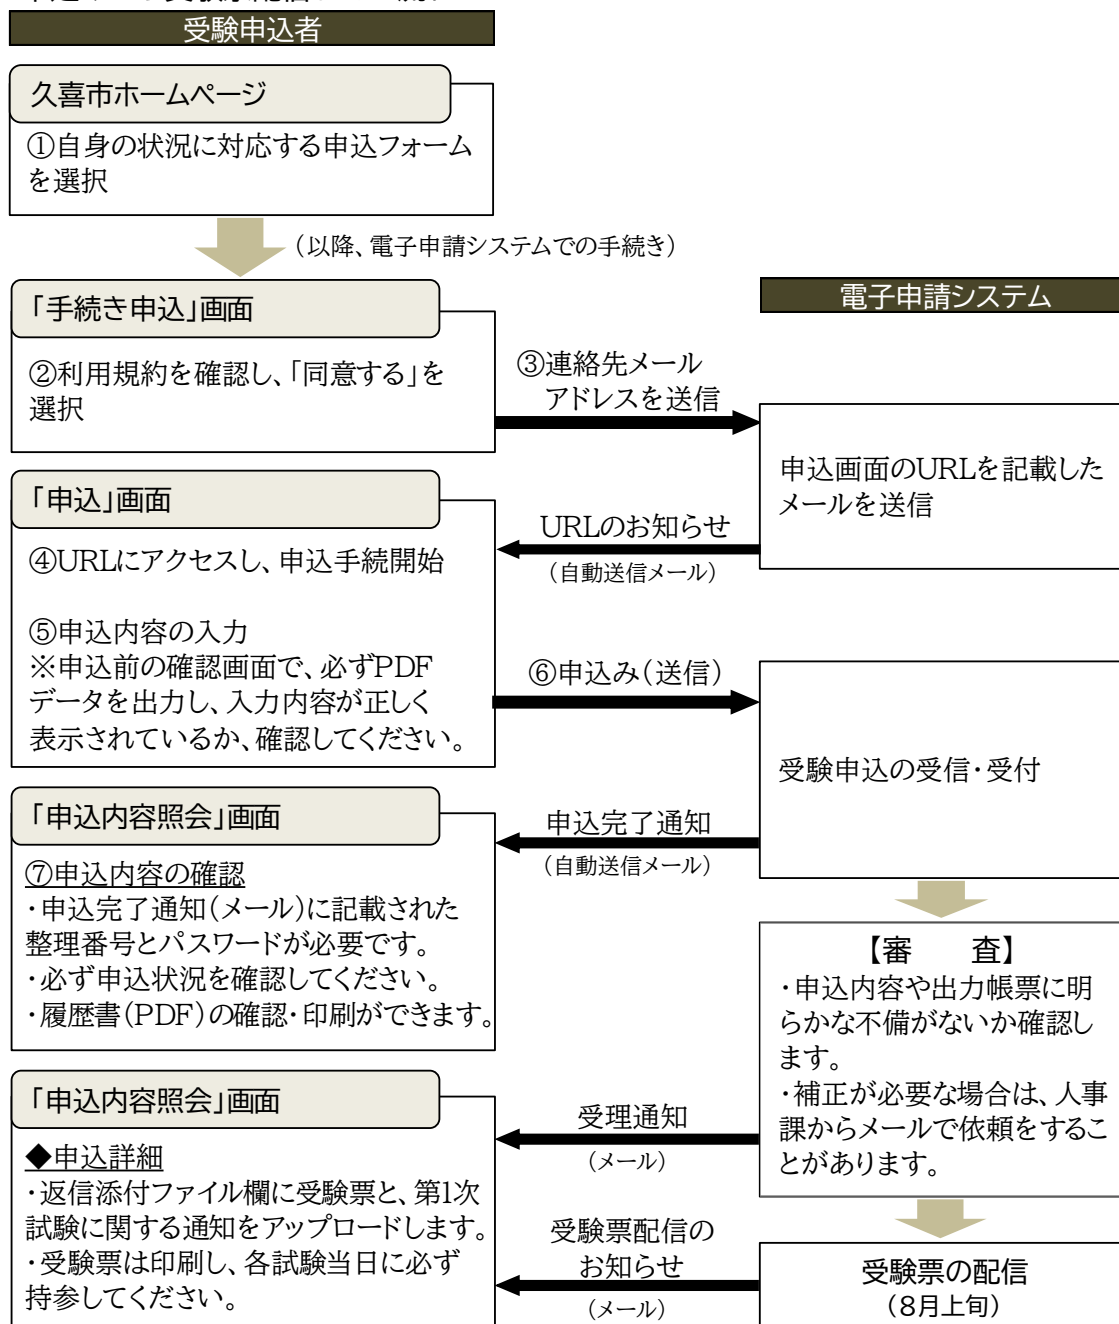 受験申込者
久喜市ホームページ
①自身の状況に対応する申込フォーム
を選択
（以降、電子申請システムでの手続き）
「手続き申込」画面
②利用規約を確認し、「同意する」を
選択
③連絡先メール
アドレスを送信
電子申請システム
申込画面のURLを記載した
メールを送信
URLのお知らせ
（自動送信メール）
「申込」画面
④URLにアクセスし、申込手続開始
⑤申込内容の入力
※申込前の確認画面で、必ずPDF
データを出力し、入力内容が正しく
表示されているか、確認してください。
⑥申込み（送信）
受験申込の受信・受付
申込完了通知
（自動送信メール）
「申込内容照会」画面
⑦申込内容の確認
・申込完了通知（メール）に記載された
整理番号とパスワードが必要です。
・必ず申込状況を確認してください。
・履歴書（PDF）の確認・印刷ができます。
【審　　査】
・申込内容や出力帳票に明
らかな不備がないか確認し
ます。
・補正が必要な場合は、人事
課からメールで依頼をするこ
とがあります。
受理通知
（メール）
「申込内容照会」画面
◆申込詳細
・返信添付ファイル欄に受験票と、第1次
試験に関する通知をアップロードします。
・受験票は印刷し、各試験当日に必ず
持参してください。
受験票配信の
お知らせ
（メール）
受験票の配信
（8月上旬）